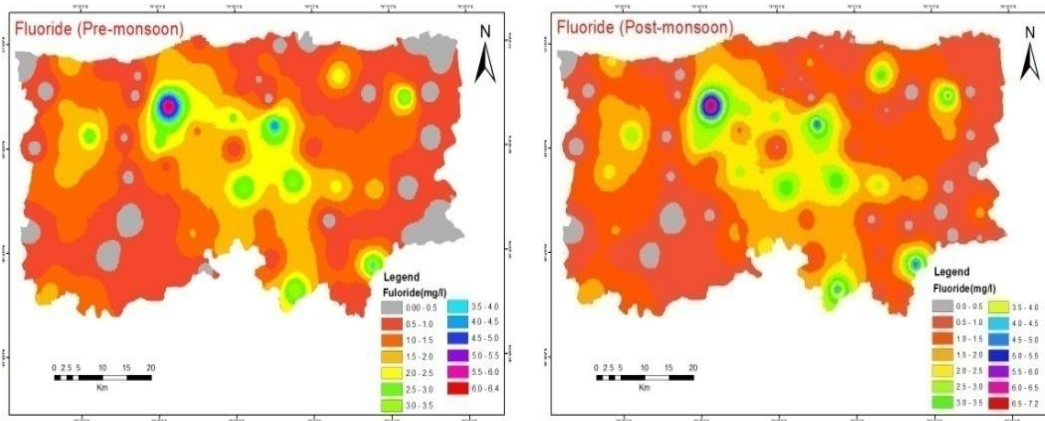 Fluoride (Pre-monsoon)
N
Legend
Fuloride(mg/l)
0.00 - 0.5
0.5 - 1.0
1.0 - 1.5
1.5 - 2.0
2.0 - 2.5
2.5 - 3.0
3.0 - 3.5
3.5 - 4.0
4.0 - 4.5
4.5 - 5.0
5.0 - 5.5
5.5 - 6.0
6.0 - 6.4
0 2.5 5 10 15 20
Km
Fluoride (Post-monsoon)
N
Legend
Fluoride(mg/l)
0.0 - 0.5
0.5 - 1.0
1.0 - 1.5
1.5 - 2.0
2.0 - 2.5
2.5 - 3.0
3.0 - 3.5
3.5 - 4.0
4.0 - 4.5
4.5 - 5.0
5.0 - 5.5
5.5 - 6.0
6.0 - 6.5
6.5 - 7.2
0 2.5 5 10 15 20
Km